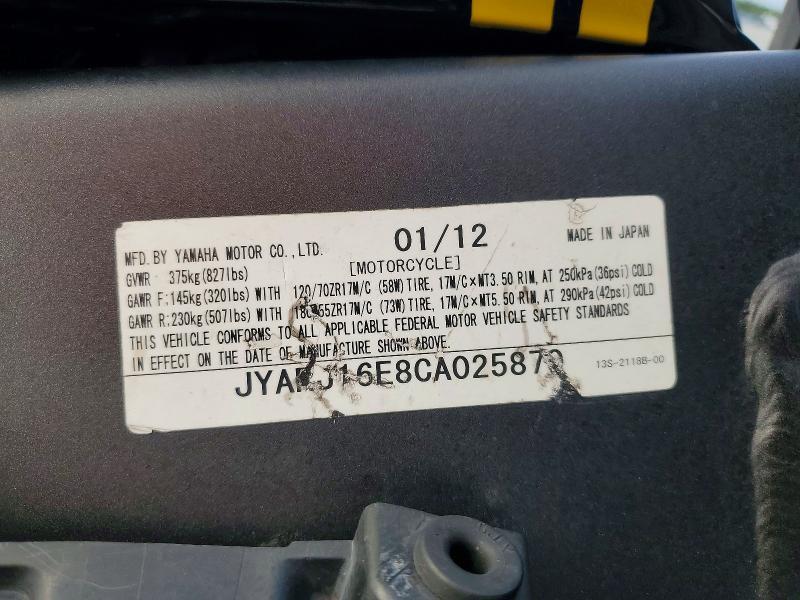 MFD.BY YAMAHA MOTOR CO.,LTD. 01/12 MADE IN JAPAN
GVWR 375kg(827lbs) [MOTORCYCLE]
GAWR F:145kg(320lbs) WITH 120/70ZR17M/C (58W) TIRE, 17M/C×MT3.50 RIM, AT 250kPa(36psi) COLD
GAWR R:230kg(507lbs) WITH 180/55ZR17M/C (73W) TIRE, 17M/C×MT5.50 RIM, AT 290kPa(42psi) COLD
THIS VEHICLE CONFORMS TO ALL APPLICABLE FEDERAL MOTOR VEHICLE SAFETY STANDARDS
IN EFFECT ON THE DATE OF MANUFACTURE SHOWN ABOVE.
JYARJ16E8CA025879 13S-2118B-00